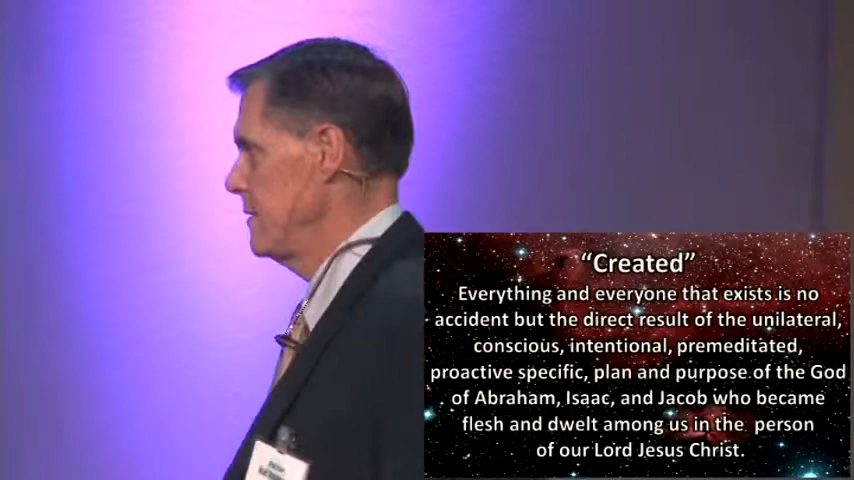 “Created”
Everything and everyone that exists is no
accident but the direct result of the unilateral,
conscious, intentional, premeditated,
proactive specific, plan and purpose of the God
of Abraham, Isaac, and Jacob who became
flesh and dwelt among us in the person
of our Lord Jesus Christ.